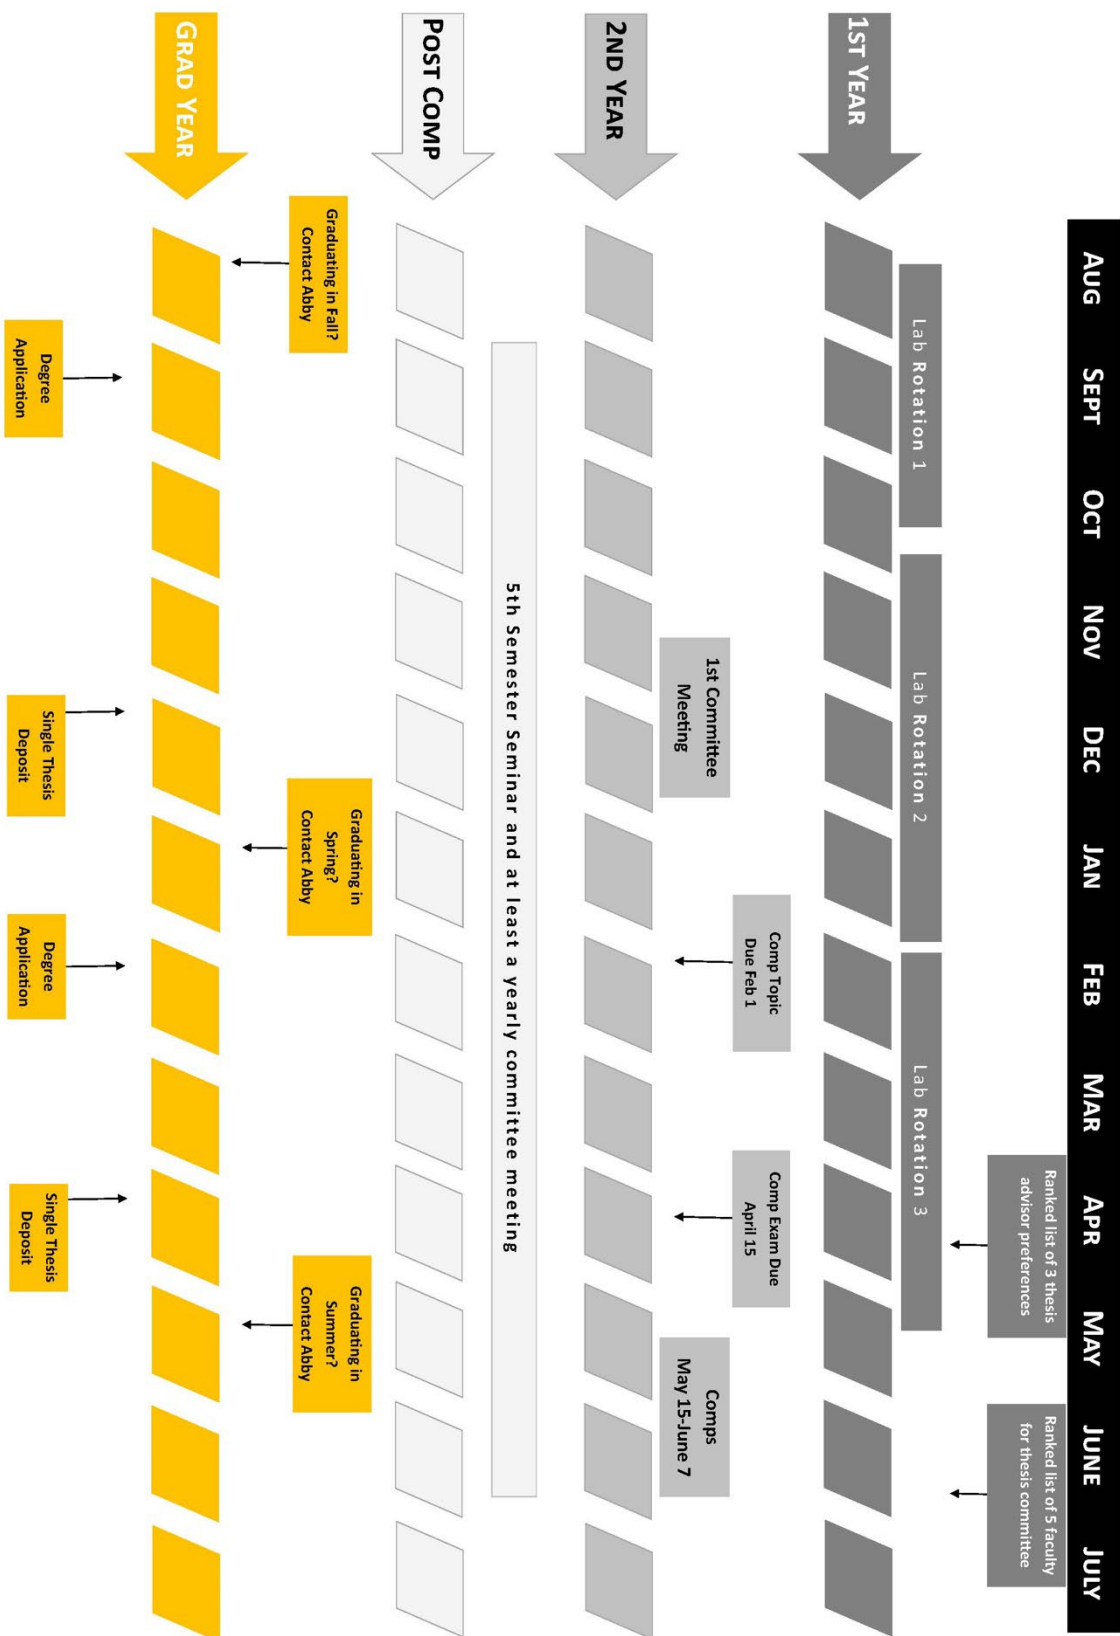 AUG
SEPT
OCT
NOV
DEC
JAN
FEB
MAR
APR
MAY
JUNE
JULY
Ranked list of 3 thesis
advisor preferences
Ranked list of 5 faculty
for thesis committee
Lab Rotation 1
Lab Rotation 2
Lab Rotation 3
1ST YEAR
Comp Topic
Due Feb 1
Comp Exam Due
April 15
1st Committee
Meeting
Comps
May 15-June 7
2ND YEAR
5th Semester Seminar and at least a yearly committee meeting
POST COMP
Graduating in Fall?
Contact Abby
Graduating in
Spring?
Contact Abby
Graduating in
Summer?
Contact Abby
GRAD YEAR
Degree
Application
Single Thesis
Deposit
Degree
Application
Single Thesis
Deposit